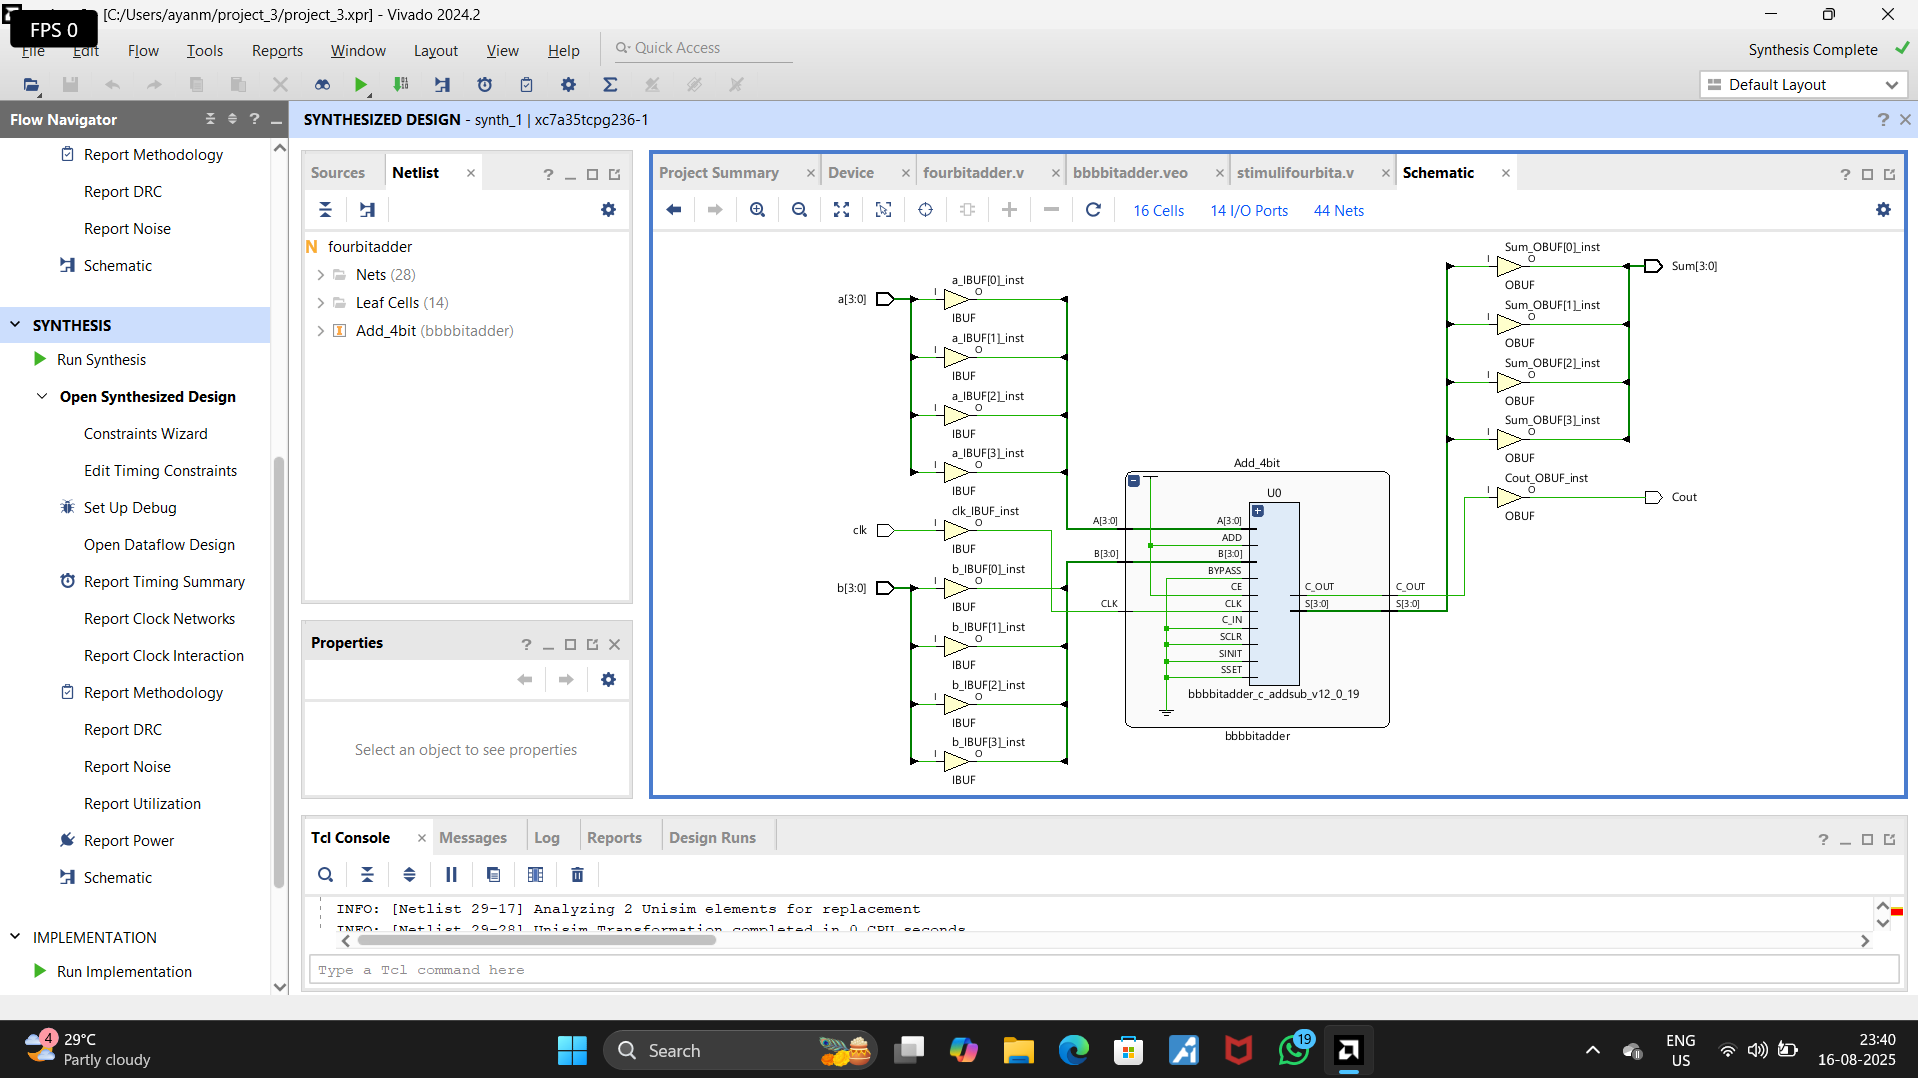 [C:/Users/ayanm/project_3/project_3.xpr] - Vivado 2024.2
FPS 0
File Edit Flow Tools Reports Window Layout View Help Quick Access
Synthesis Complete
Default Layout
Flow Navigator
SYNTHESIZED DESIGN - synth_1 | xc7a35tcpg236-1
Report Methodology
Report DRC
Report Noise
Schematic
SYNTHESIS
Run Synthesis
Open Synthesized Design
Constraints Wizard
Edit Timing Constraints
Set Up Debug
Open Dataflow Design
Report Timing Summary
Report Clock Networks
Report Clock Interaction
Report Methodology
Report DRC
Report Noise
Report Utilization
Report Power
Schematic
IMPLEMENTATION
Run Implementation
Sources Netlist
N fourbitadder
Nets (28)
Leaf Cells (14)
Add_4bit (bbbbitadder)
Properties
Select an object to see properties
Project Summary Device fourbitadder.v bbbbitadder.veo stimulifourbita.v Schematic
16 Cells 14 I/O Ports 44 Nets
a[3:0]
a_IBUF[0]_inst
I O
IBUF
a_IBUF[1]_inst
I O
IBUF
a_IBUF[2]_inst
I O
IBUF
a_IBUF[3]_inst
I O
IBUF
clk
clk_IBUF_inst
I O
IBUF
b[3:0]
b_IBUF[0]_inst
I O
IBUF
b_IBUF[1]_inst
I O
IBUF
b_IBUF[2]_inst
I O
IBUF
b_IBUF[3]_inst
I O
IBUF
Add_4bit
U0
A[3:0] A[3:0]
ADD
B[3:0] B[3:0]
BYPASS
CE
CLK CLK
C_IN
SCLR
SINIT
SSET
C_OUT C_OUT
S[3:0] S[3:0]
bbbbitadder_c_addsub_v12_0_19
bbbbitadder
Sum_OBUF[0]_inst
I O
OBUF
Sum[3:0]
Sum_OBUF[1]_inst
I O
OBUF
Sum_OBUF[2]_inst
I O
OBUF
Sum_OBUF[3]_inst
I O
OBUF
Cout_OBUF_inst
I O
OBUF
Cout
Tcl Console Messages Log Reports Design Runs
INFO: [Netlist 29-17] Analyzing 2 Unisim elements for replacement
INFO: [Netlist 29-28] Unisim Transformation completed in 0 CPU seconds
Type a Tcl command here
4
29°C
Partly cloudy
Search
19
ENG
US
23:40
16-08-2025